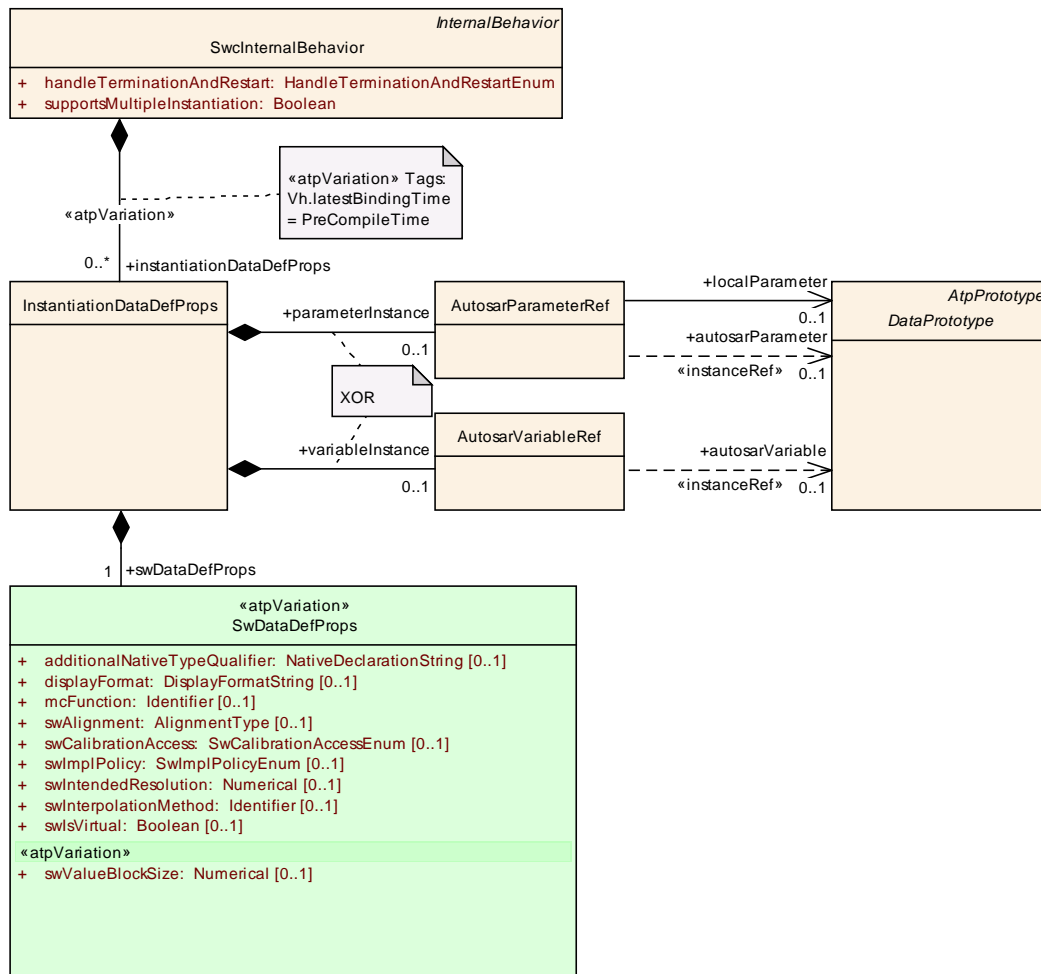 InternalBehavior
SwcInternalBehavior
+ handleTerminationAndRestart: HandleTerminationAndRestartEnum
+ supportsMultipleInstantiation: Boolean
«atpVariation» Tags:
Vh.latestBindingTime
= PreCompileTime
«atpVariation»
0..* +instantiationDataDefProps
InstantiationDataDefProps
+parameterInstance
0..1
AutosarParameterRef
+localParameter
0..1
+autosarParameter
«instanceRef» 0..1
AtpPrototype
DataPrototype
XOR
+variableInstance
0..1
AutosarVariableRef
+autosarVariable
«instanceRef» 0..1
1 +swDataDefProps
«atpVariation»
SwDataDefProps
+ additionalNativeTypeQualifier: NativeDeclarationString [0..1]
+ displayFormat: DisplayFormatString [0..1]
+ mcFunction: Identifier [0..1]
+ swAlignment: AlignmentType [0..1]
+ swCalibrationAccess: SwCalibrationAccessEnum [0..1]
+ swImplPolicy: SwImplPolicyEnum [0..1]
+ swIntendedResolution: Numerical [0..1]
+ swInterpolationMethod: Identifier [0..1]
+ swIsVirtual: Boolean [0..1]
«atpVariation»
+ swValueBlockSize: Numerical [0..1]